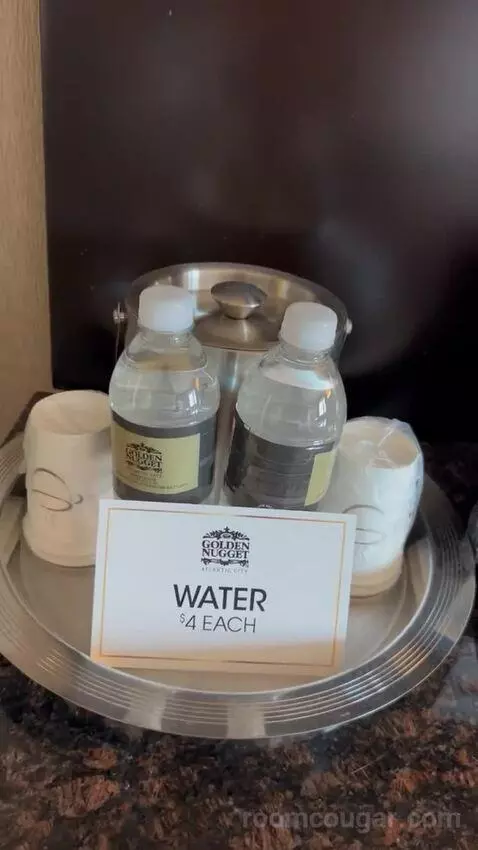 GOLDEN
NUGGET
GOLDEN
NUGGET
ATLANTIC CITY
WATER
$4 EACH
roomcougar.com